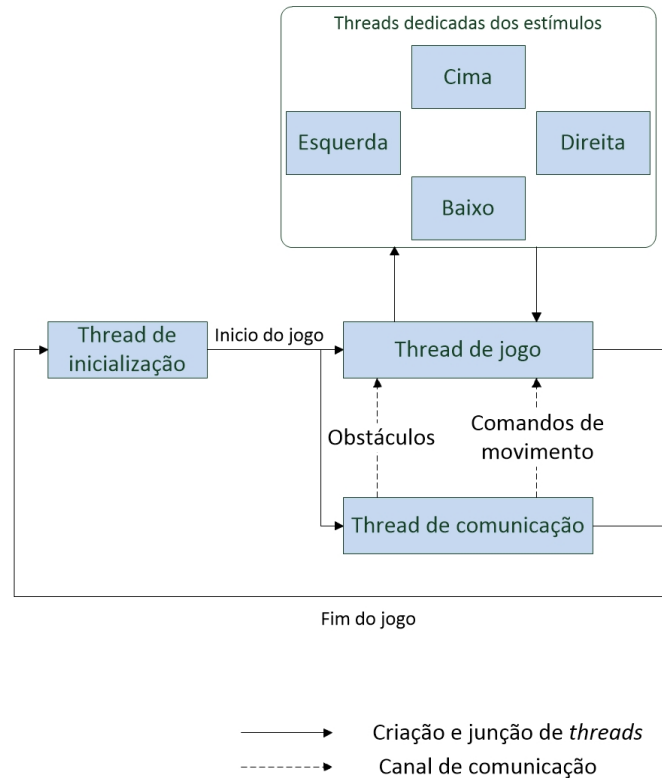 Threads dedicadas dos estímulos
Cima
Esquerda
Direita
Baixo
Thread de
inicialização
Inicio do jogo
Thread de jogo
Obstáculos
Comandos de
movimento
Thread de comunicação
Fim do jogo
Criação e junção de threads
Canal de comunicação